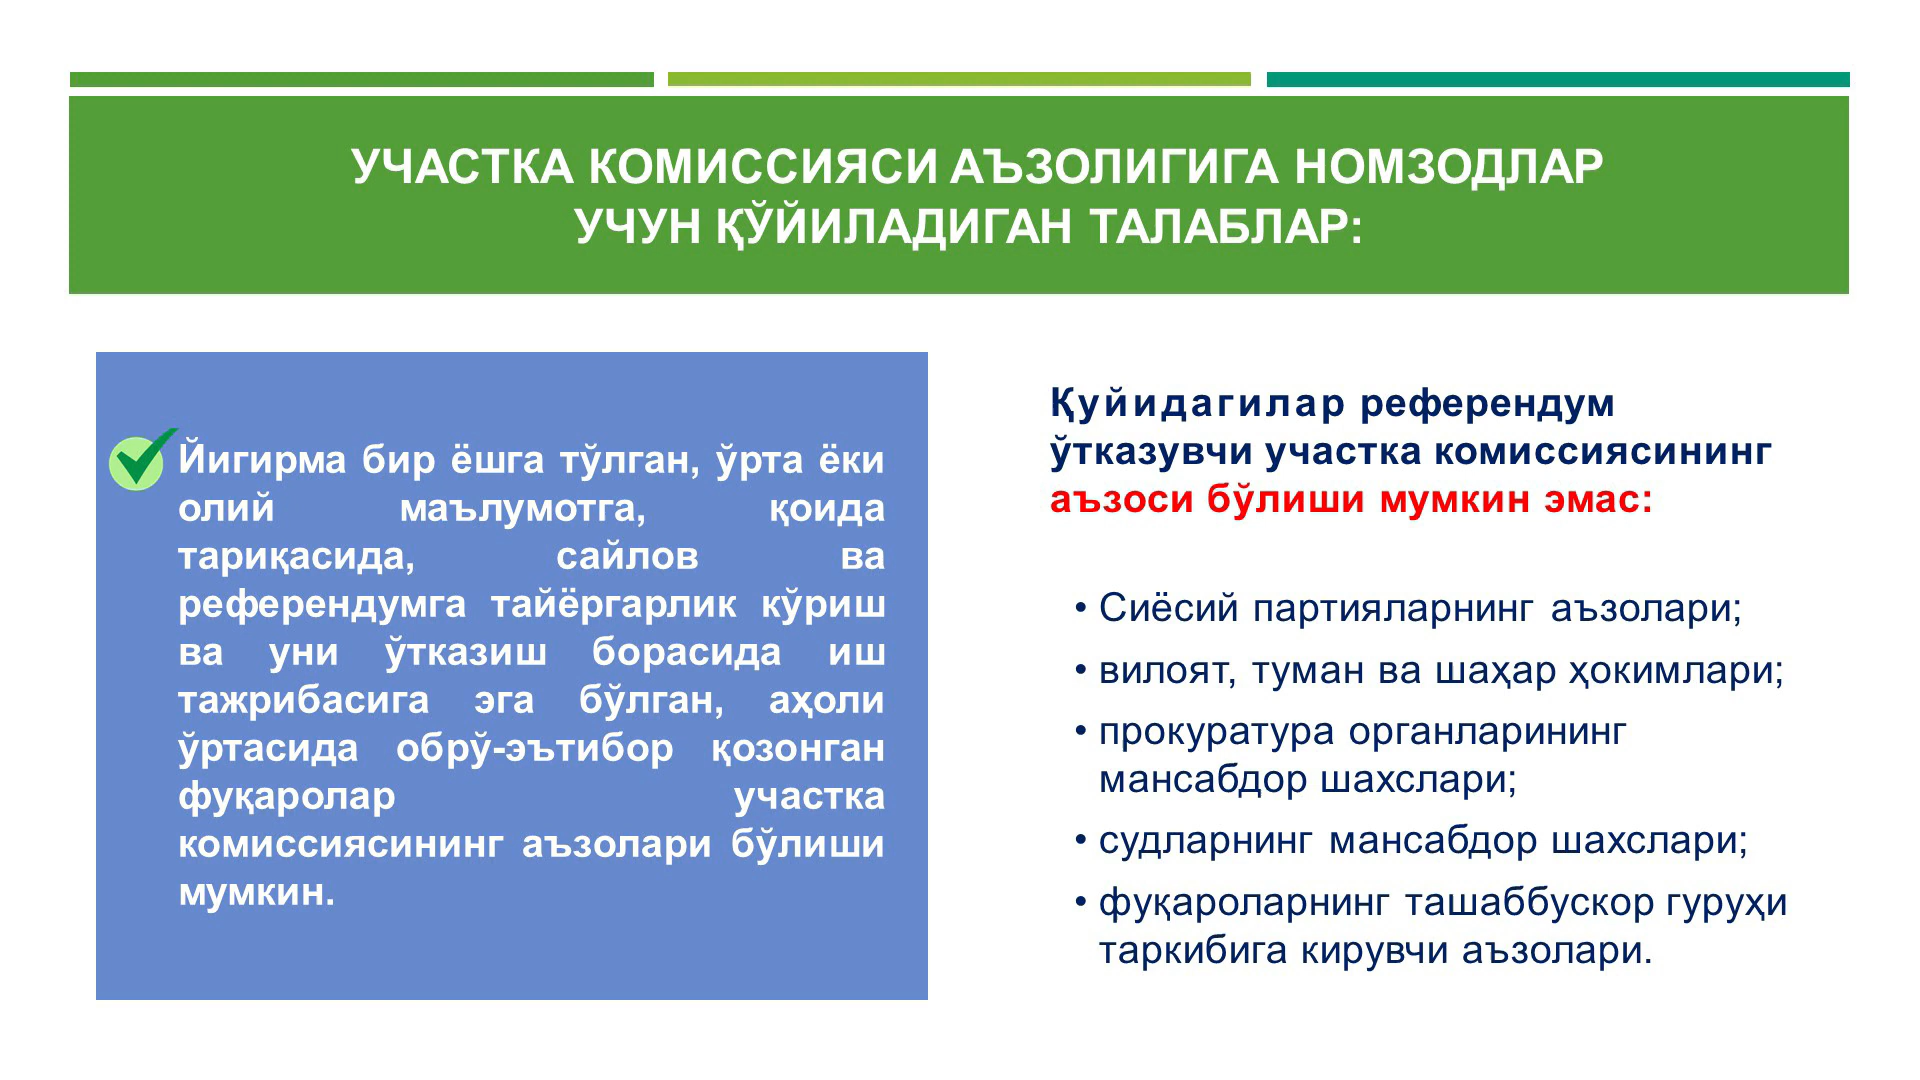 УЧАСТКА КОМИССИЯСИ АЪЗОЛИГИГА НОМЗОДЛАР
УЧУН ҚЎЙИЛАДИГАН ТАЛАБЛАР:
Йигирма бир ёшга тўлган, ўрта ёки
олий маълумотга, қоида
тариқасида, сайлов ва
референдумга тайёргарлик кўриш
ва уни ўтказиш борасида иш
тажрибасига эга бўлган, аҳоли
ўртасида обрў-эътибор қозонган
фуқаролар участка
комиссиясининг аъзолари бўлиши
мумкин.
Қуйидагилар референдум
ўтказувчи участка комиссиясининг
аъзоси бўлиши мумкин эмас:
• Сиёсий партияларнинг аъзолари;
• вилоят, туман ва шаҳар ҳокимлари;
• прокуратура органларининг
мансабдор шахслари;
• судларнинг мансабдор шахслари;
• фуқароларнинг ташаббускор гуруҳи
таркибига кирувчи аъзолари.